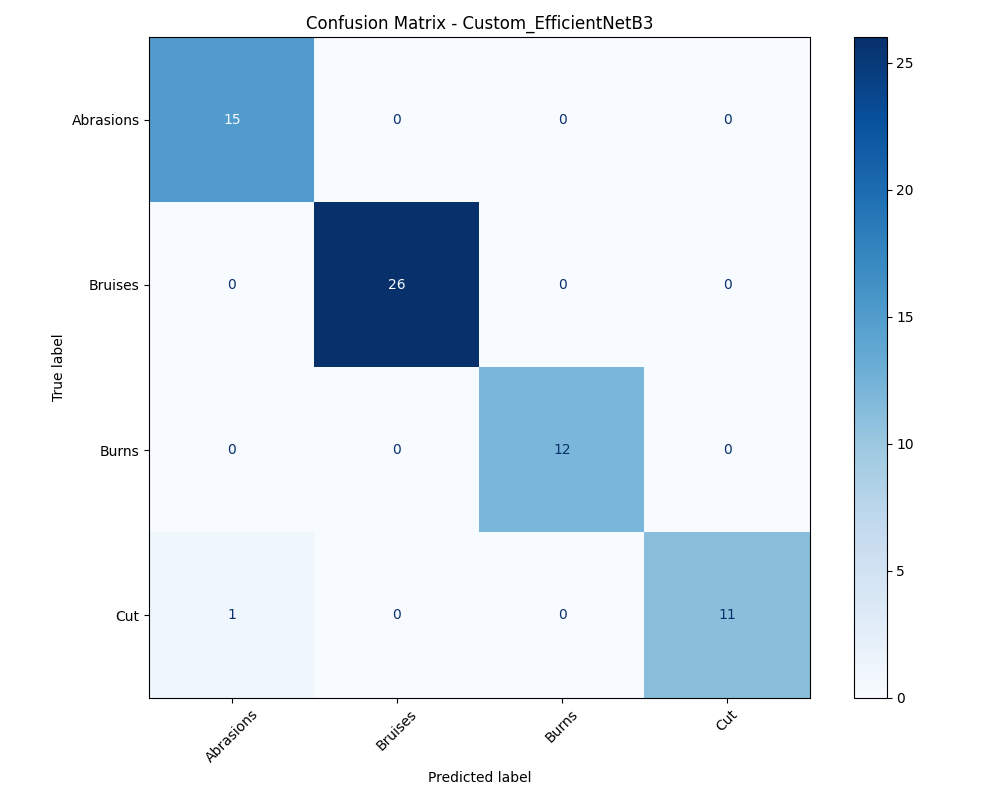 Confusion Matrix - Custom_EfficientNetB3
Abrasions 15 0 0 0
Bruises 0 26 0 0
Burns 0 0 12 0
Cut 1 0 0 11
True label
Abrasions Bruises Burns Cut
Predicted label
25
20
15
10
5
0